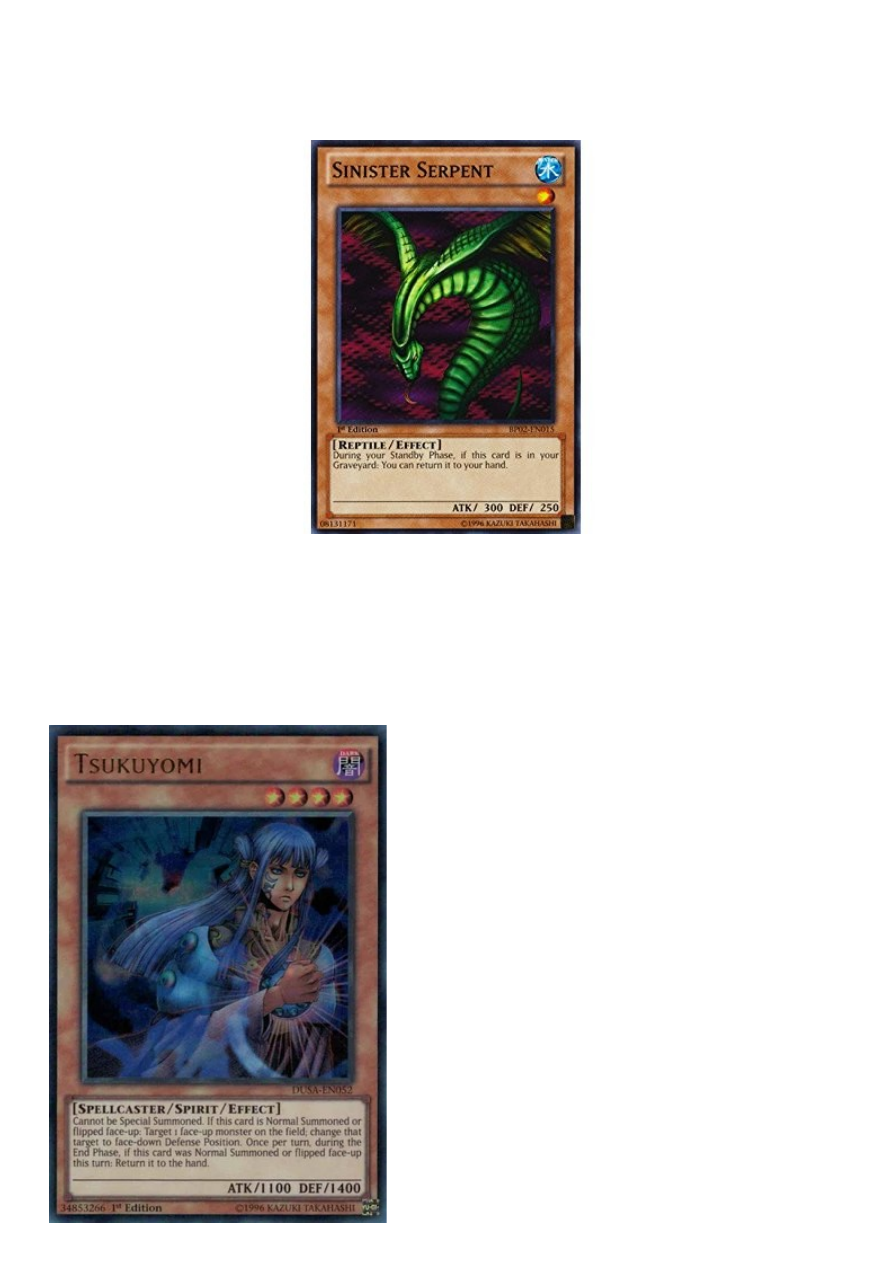 SINISTER SERPENT
水
1st Edition
BP02-EN015
[REPTILE/EFFECT]
During your Standby Phase, if this card is in your
Graveyard: You can return it to your hand.
ATK/ 300 DEF/ 250
08131171
©1996 KAZUKI TAKAHASHI
TSUKUYOMI
DARK
闇
DUSA-EN052
[SPELLCASTER/SPIRIT/EFFECT]
Cannot be Special Summoned. If this card is Normal Summoned or
flipped face-up: Target 1 face-up monster on the field; change that
target to face-down Defense Position. Once per turn, during the
End Phase, if this card was Normal Summoned or flipped face-up
this turn: Return it to the hand.
ATK/1100 DEF/1400
34853266 1st Edition
©1996 KAZUKI TAKAHASHI